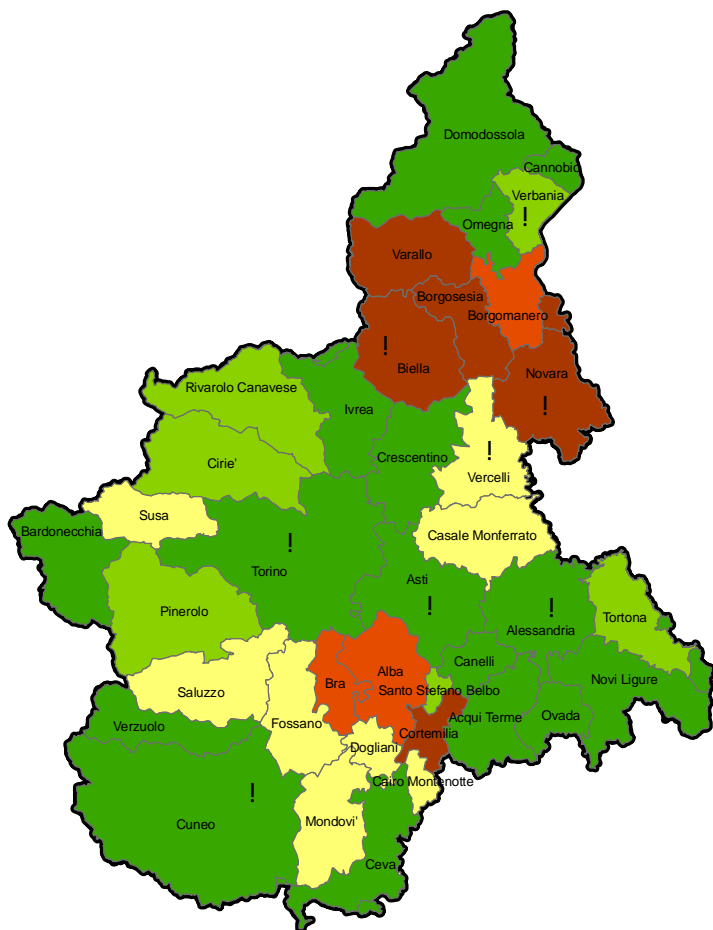 Domodossola
Cannobio
Verbania
!
Omegna
Varallo
Borgosesia
Borgomanero
!
Biella
Novara
!
Rivarolo Canavese
Ivrea
Cirie'
Crescentino
!
Vercelli
Susa
Bardonecchia
Casale Monferrato
!
Torino
Asti
!
Pinerolo
!
Alessandria
Tortona
Canelli
Alba
Novi Ligure
Bra
Santo Stefano Belbo
Saluzzo
Acqui Terme
Ovada
Fossano
Verzuolo
Cortemilia
Dogliani
Cairo Montenotte
!
Cuneo
Mondovi'
Ceva